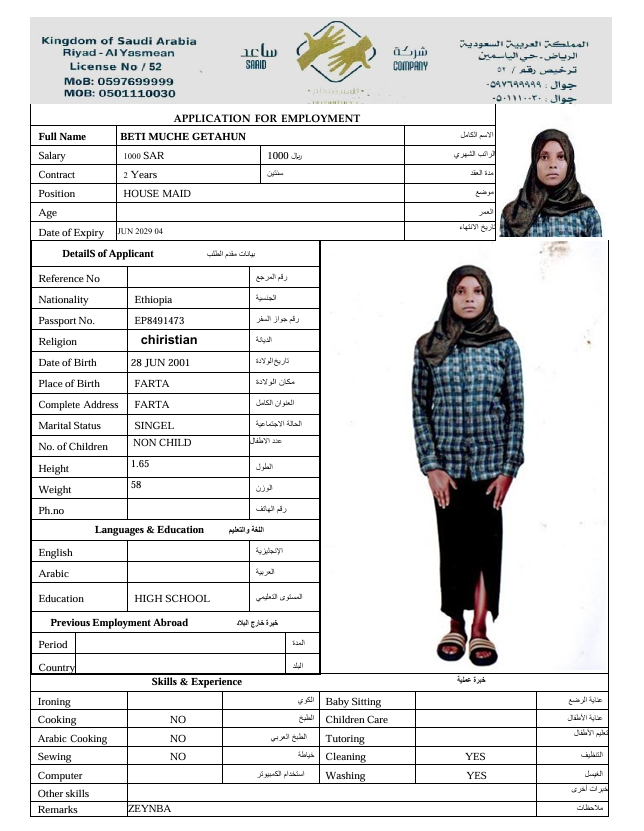 Kingdom of Saudi Arabia
Riyad - Al Yasmean
License No / 52
MoB: 0597699999
MOB: 0501110030
ساعد
SAAID
شركة
COMPANY
المملكة العربية السعودية
الرياض - حي الياسمين
ترخيص رقم / ٥٢
جوال : ٠٥٩٧٦٩٩٩٩٩
جوال : ٠٥٠١١١٠٠٣٠
APPLICATION FOR EMPLOYMENT
Full Name BETI MUCHE GETAHUN الاسم الكامل
Salary 1000 SAR 1000 ريال الراتب الشهري
Contract 2 Years سنتين مدة العقد
Position HOUSE MAID موضع
Age العمر
Date of Expiry JUN 2029 04 تاريخ الانتهاء
DetailS of Applicant بيانات مقدم الطلب
Reference No رقم المرجع
Nationality Ethiopia الجنسية
Passport No. EP8491473 رقم جواز السفر
Religion chiristian الديانة
Date of Birth 28 JUN 2001 تاريخ الولادة
Place of Birth FARTA مكان الولادة
Complete Address FARTA العنوان الكامل
Marital Status SINGEL الحالة الاجتماعية
No. of Children NON CHILD عدد الاطفال
Height 1.65 الطول
Weight 58 الوزن
Ph.no رقم الهاتف
Languages & Education اللغة والتعليم
English الإنجليزية
Arabic العربية
Education HIGH SCHOOL المستوى التعليمي
Previous Employment Abroad خبرة خارج البلاد
Period المدة
Country البلد
Skills & Experience خبرة عملية
Ironing الكوي Baby Sitting عناية الرضع
Cooking NO الطبخ Children Care عناية الأطفال
Arabic Cooking NO الطبخ العربي Tutoring تعليم الأطفال
Sewing NO خياطة Cleaning YES التنظيف
Computer استخدام الكمبيوتر Washing YES الغيسل
Other skills خبرات أخرى
Remarks ZEYNBA ملاحظات